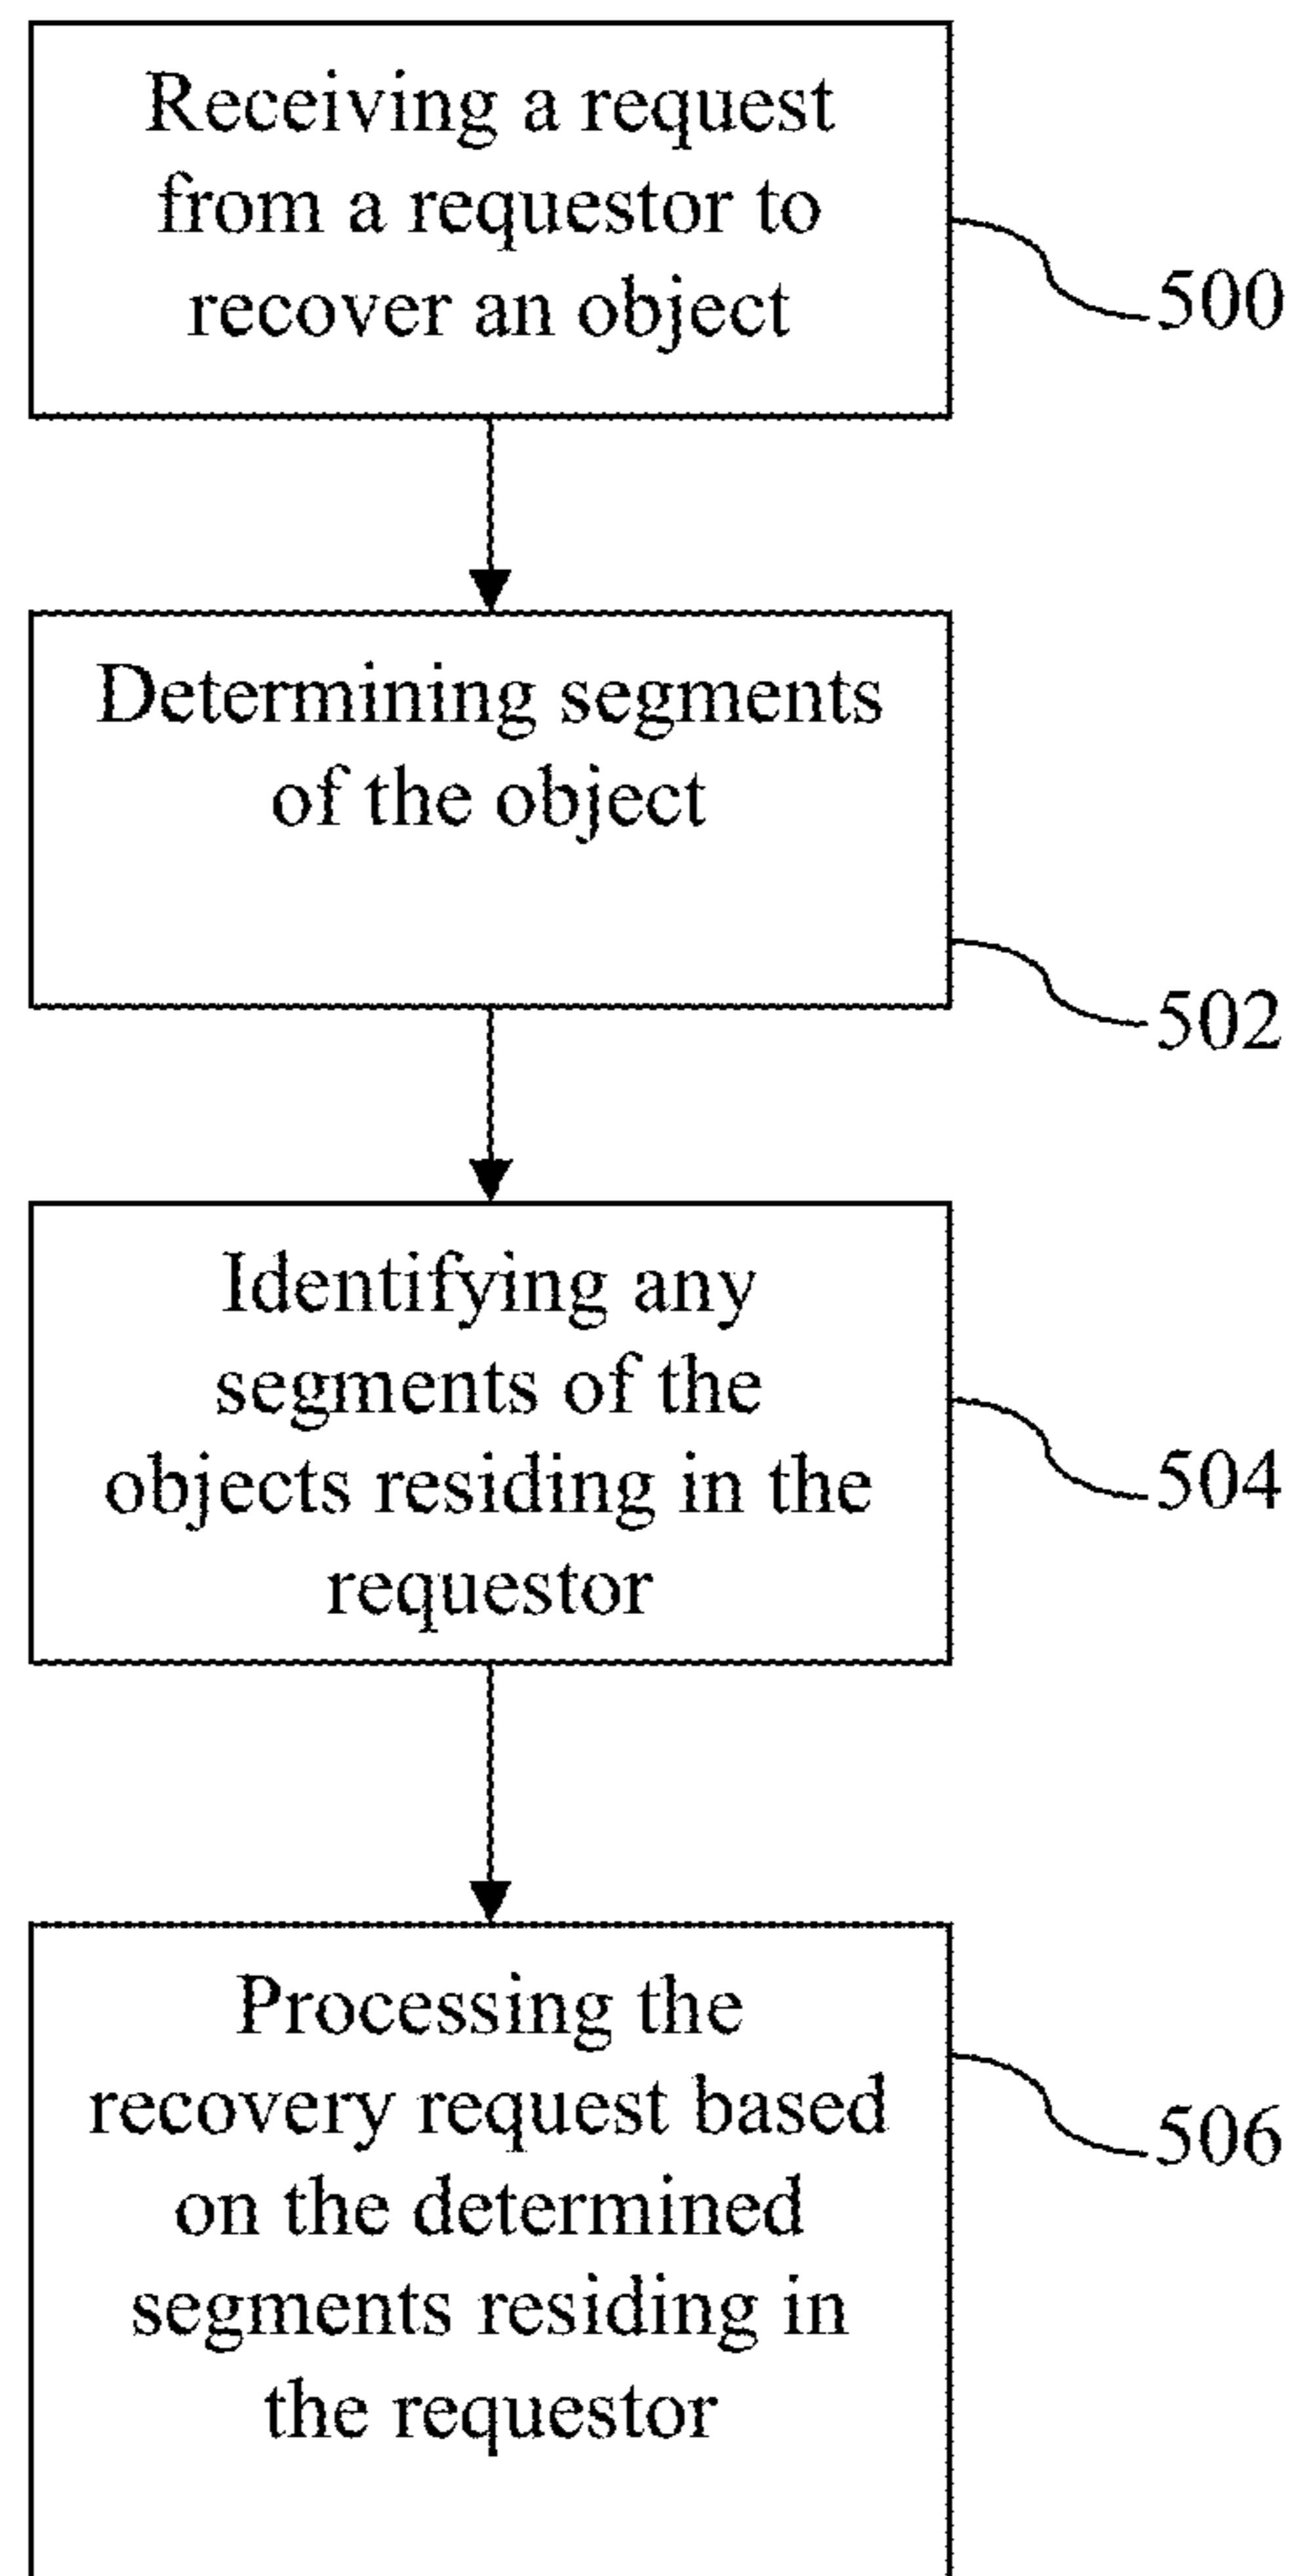 Receiving a request
from a requestor to
recover an object
500
Determining segments
of the object
502
Identifying any
segments of the
objects residing in the
requestor
504
Processing the
recovery request based
on the determined
segments residing in
the requestor
506